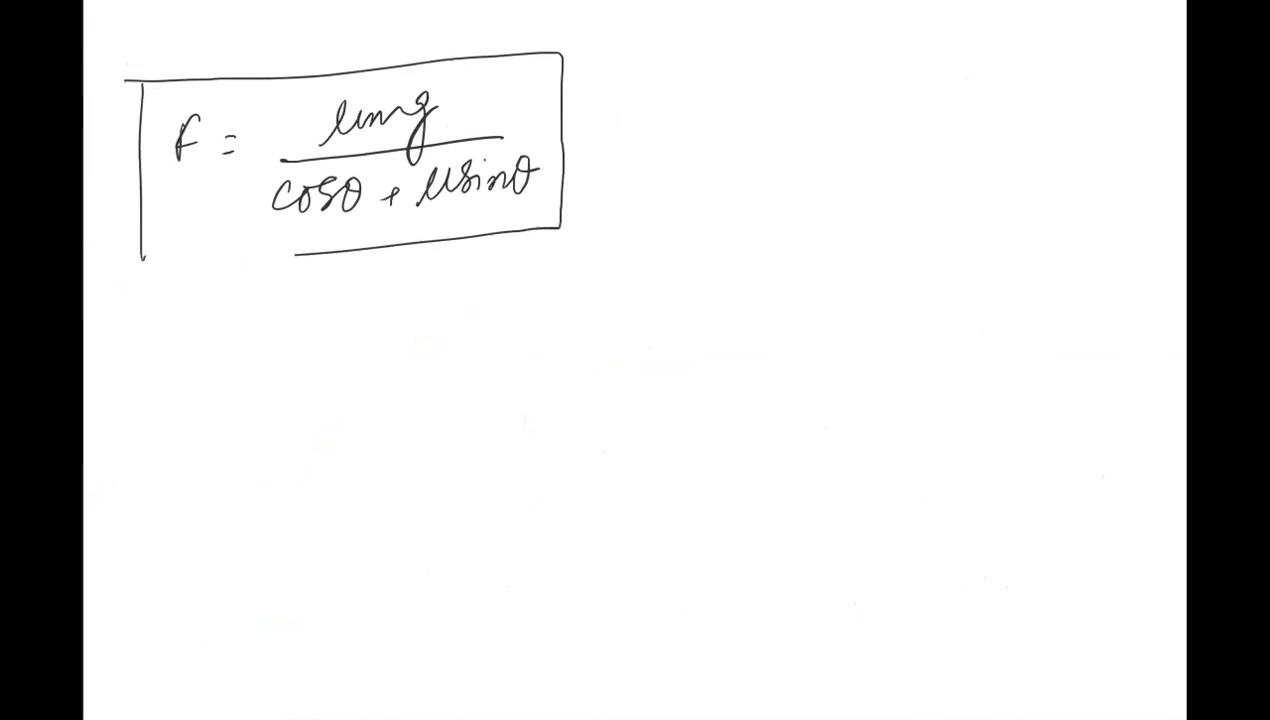 F = μmg / cosθ + μsinθ